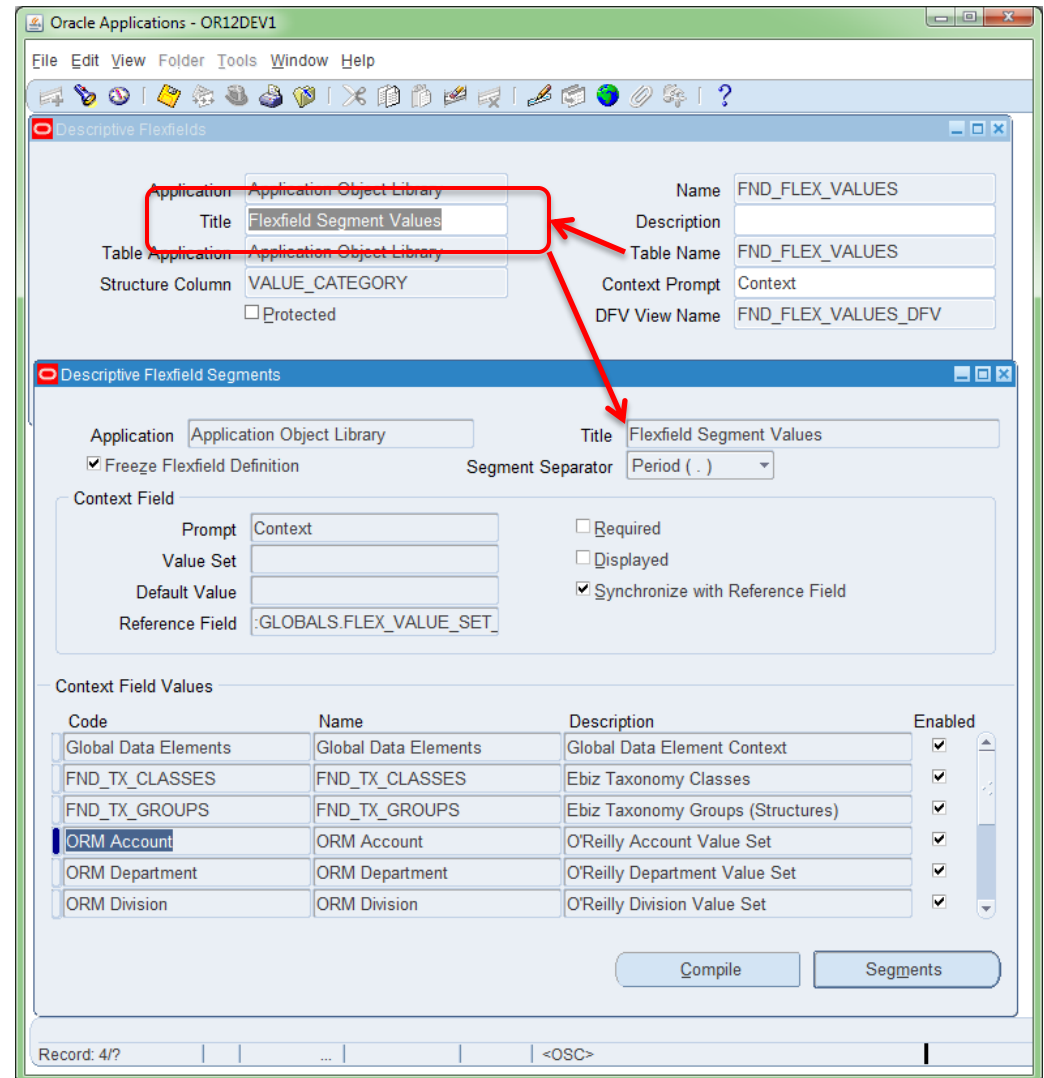 Oracle Applications - OR12DEV1
File Edit View Folder Tools Window Help
Descriptive Flexfields
Application Application Object Library Name FND_FLEX_VALUES
Title Flexfield Segment Values Description
Table Application Application Object Library Table Name FND_FLEX_VALUES
Structure Column VALUE_CATEGORY Context Prompt Context
Protected DFV View Name FND_FLEX_VALUES_DFV
Descriptive Flexfield Segments
Application Application Object Library Title Flexfield Segment Values
Freeze Flexfield Definition Segment Separator Period ( . )
Context Field
Prompt Context Required
Value Set Displayed
Default Value Synchronize with Reference Field
Reference Field :GLOBALS.FLEX_VALUE_SET_
Context Field Values
Code Name Description Enabled
Global Data Elements Global Data Elements Global Data Element Context
FND_TX_CLASSES FND_TX_CLASSES Ebiz Taxonomy Classes
FND_TX_GROUPS FND_TX_GROUPS Ebiz Taxonomy Groups (Structures)
ORM Account ORM Account O'Reilly Account Value Set
ORM Department ORM Department O'Reilly Department Value Set
ORM Division ORM Division O'Reilly Division Value Set
Compile Segments
Record: 4/? ... <OSC>